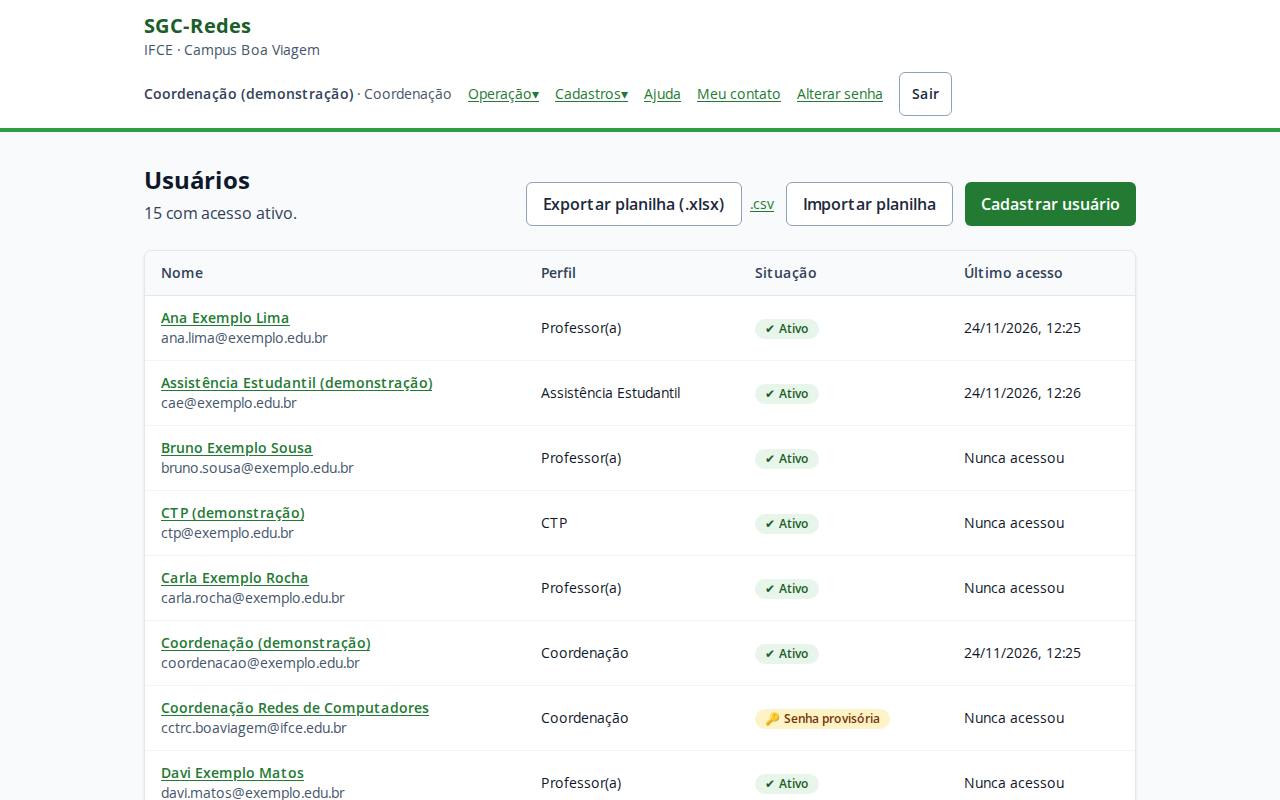 SGC-Redes
IFCE · Campus Boa Viagem
Coordenação (demonstração) · Coordenação Operação▾ Cadastros▾ Ajuda Meu contato Alterar senha Sair
Usuários
15 com acesso ativo.
Exportar planilha (.xlsx) .csv Importar planilha Cadastrar usuário
Nome Perfil Situação Último acesso
Ana Exemplo Lima
ana.lima@exemplo.edu.br
Professor(a) ✔ Ativo 24/11/2026, 12:25
Assistência Estudantil (demonstração)
cae@exemplo.edu.br
Assistência Estudantil ✔ Ativo 24/11/2026, 12:26
Bruno Exemplo Sousa
bruno.sousa@exemplo.edu.br
Professor(a) ✔ Ativo Nunca acessou
CTP (demonstração)
ctp@exemplo.edu.br
CTP ✔ Ativo Nunca acessou
Carla Exemplo Rocha
carla.rocha@exemplo.edu.br
Professor(a) ✔ Ativo Nunca acessou
Coordenação (demonstração)
coordenacao@exemplo.edu.br
Coordenação ✔ Ativo 24/11/2026, 12:25
Coordenação Redes de Computadores
cctrc.boaviagem@ifce.edu.br
Coordenação 🔑 Senha provisória Nunca acessou
Davi Exemplo Matos
davi.matos@exemplo.edu.br
Professor(a) ✔ Ativo Nunca acessou